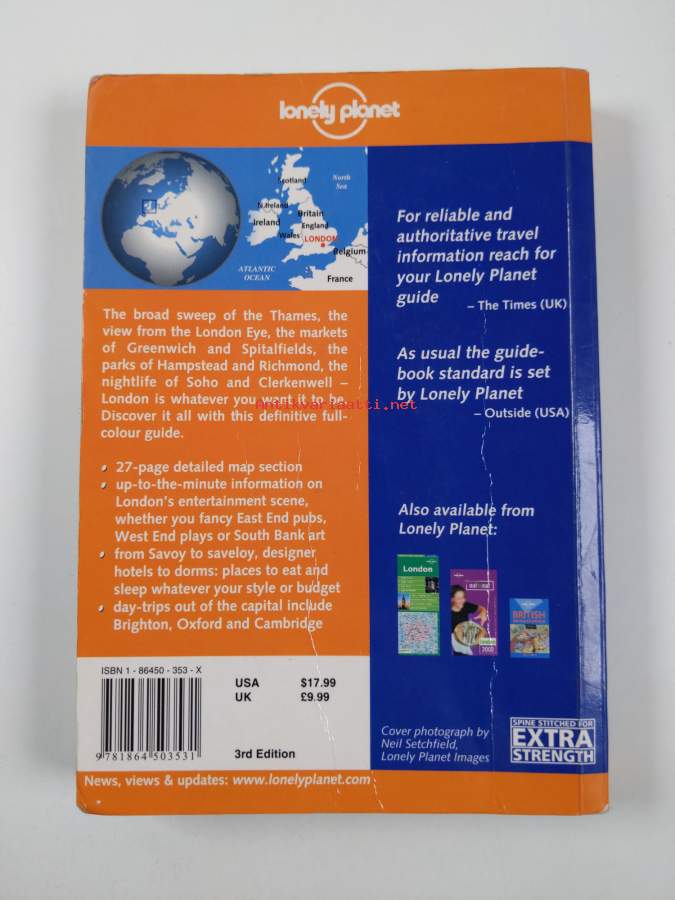 lonely planet
Scotland
North
Sea
N.Ireland
Britain
Ireland
England
Wales
LONDON
Belgium
ATLANTIC
OCEAN
France
The broad sweep of the Thames, the
view from the London Eye, the markets
of Greenwich and Spitalfields, the
parks of Hampstead and Richmond, the
nightlife of Soho and Clerkenwell –
London is whatever you want it to be.
Discover it all with this definitive full-
colour guide.
• 27-page detailed map section
• up-to-the-minute information on
London's entertainment scene,
whether you fancy East End pubs,
West End plays or South Bank art
• from Savoy to saveloy, designer
hotels to dorms: places to eat and
sleep whatever your style or budget
• day-trips out of the capital include
Brighton, Oxford and Cambridge
For reliable and
authoritative travel
information reach for
your Lonely Planet
guide
– The Times (UK)
As usual the guide-
book standard is set
by Lonely Planet
– Outside (USA)
Also available from
Lonely Planet:
London
BRITISH
Antikvariaatti.net
ISBN 1 - 86450 - 353 - X
9 781864 503531
USA $17.99
UK £9.99
3rd Edition
Cover photograph by
Neil Setchfield,
Lonely Planet Images
SPINE STITCHED FOR
EXTRA
STRENGTH
News, views & updates: www.lonelyplanet.com